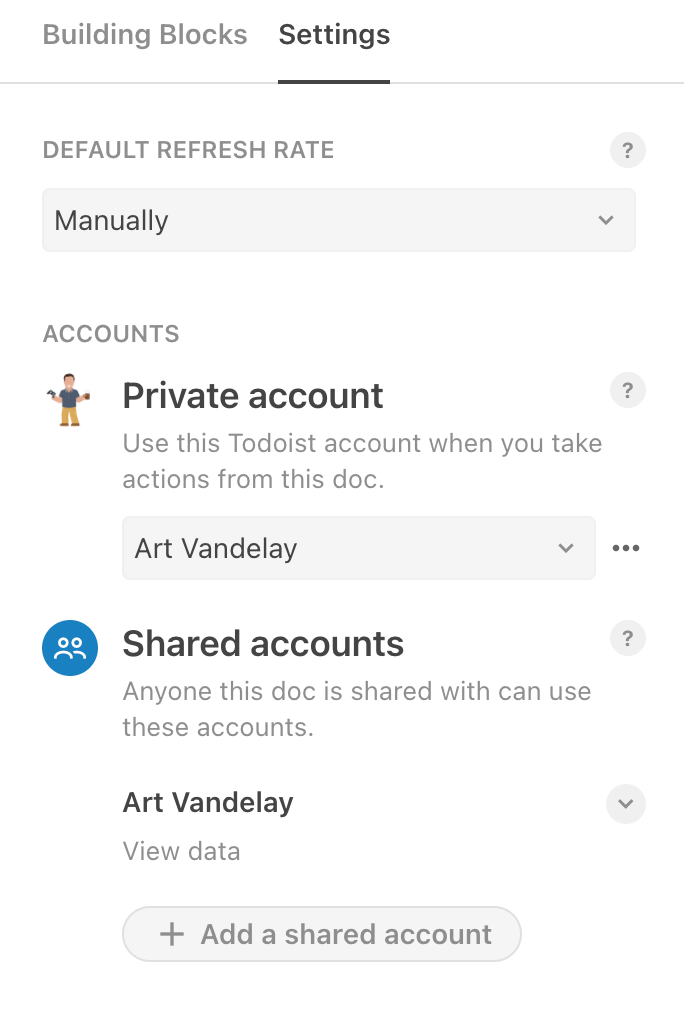 Building Blocks Settings
DEFAULT REFRESH RATE ?
Manually
ACCOUNTS
Private account ?
Use this Todoist account when you take
actions from this doc.
Art Vandelay
Shared accounts ?
Anyone this doc is shared with can use
these accounts.
Art Vandelay
View data
+ Add a shared account